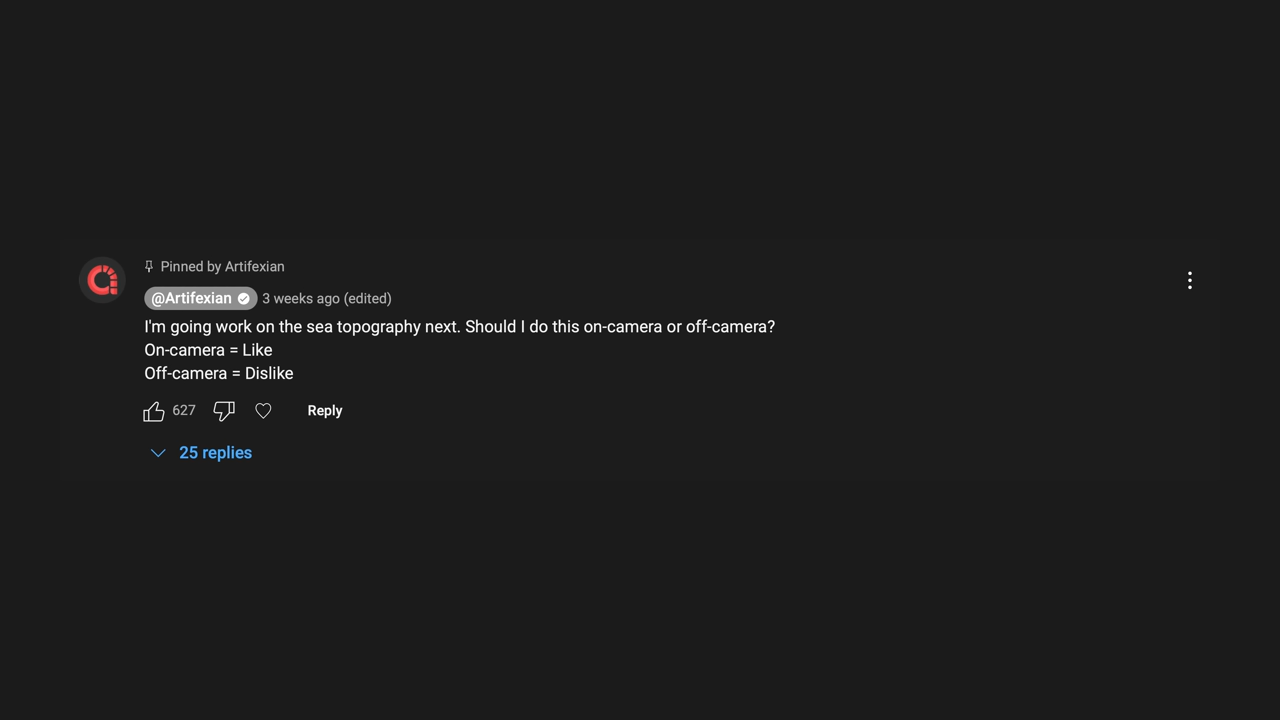 Pinned by Artifexian
@Artifexian 3 weeks ago (edited)
I'm going work on the sea topography next. Should I do this on-camera or off-camera?
On-camera = Like
Off-camera = Dislike
627 Reply
25 replies